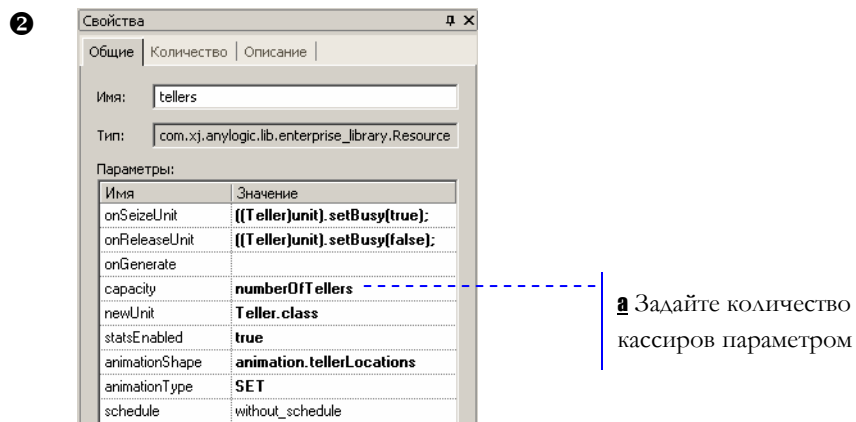 ❷
Свойства
Общие Количество Описание
Имя: tellers
Тип: com.xj.anylogic.lib.enterprise_library.Resource
Параметры:
Имя Значение
onSeizeUnit ((Teller)unit).setBusy(true);
onReleaseUnit ((Teller)unit).setBusy(false);
onGenerate
capacity numberOfTellers
newUnit Teller.class
statsEnabled true
animationShape animation.tellerLocations
animationType SET
schedule without_schedule
a Задайте количество
кассиров параметром